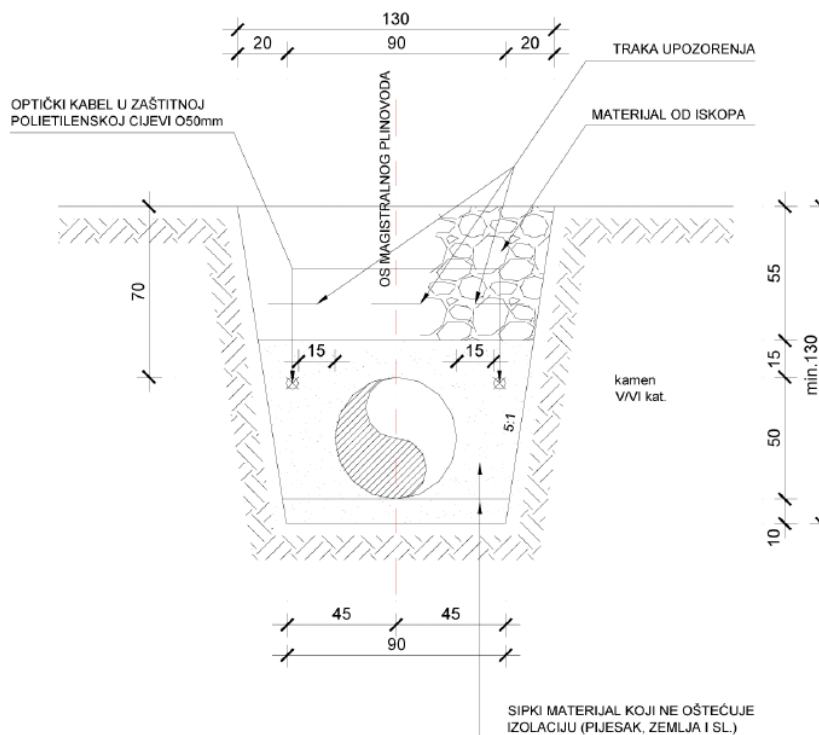 130
20
90
20
TRAKA UPOZORENJA
OPTIČKI KABEL U ZAŠTITNOJ
POLIETILENSKOJ CIJEVI O50mm
MATERIJAL OD ISKOPA
OS MAGISTRALNOG PLINOVODA
70
55
15
15
15
min.130
kamen
V/VI kat.
5:1
50
10
45
45
90
SIPKI MATERIJAL KOJI NE OŠTEĆUJE
IZOLACIJU (PIJESAK, ZEMLJA I SL.)